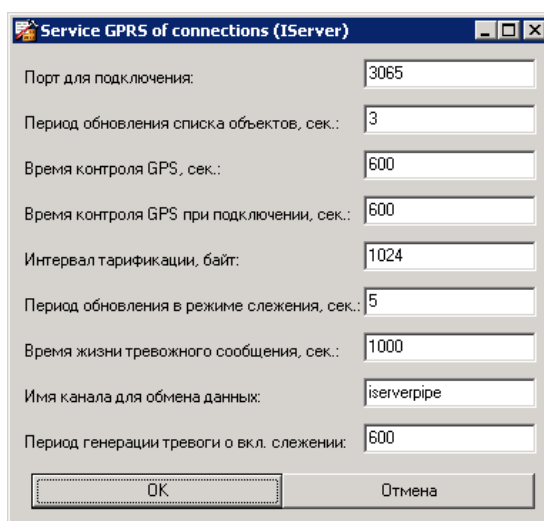 Service GPRS of connections (IServer)
Порт для подключения: 3065
Период обновления списка объектов, сек.: 3
Время контроля GPS, сек.: 600
Время контроля GPS при подключении, сек.: 600
Интервал тарификации, байт: 1024
Период обновления в режиме слежения, сек.: 5
Время жизни тревожного сообщения, сек.: 1000
Имя канала для обмена данных: iserverpipe
Период генерации тревоги о вкл. слежении: 600
OK Отмена